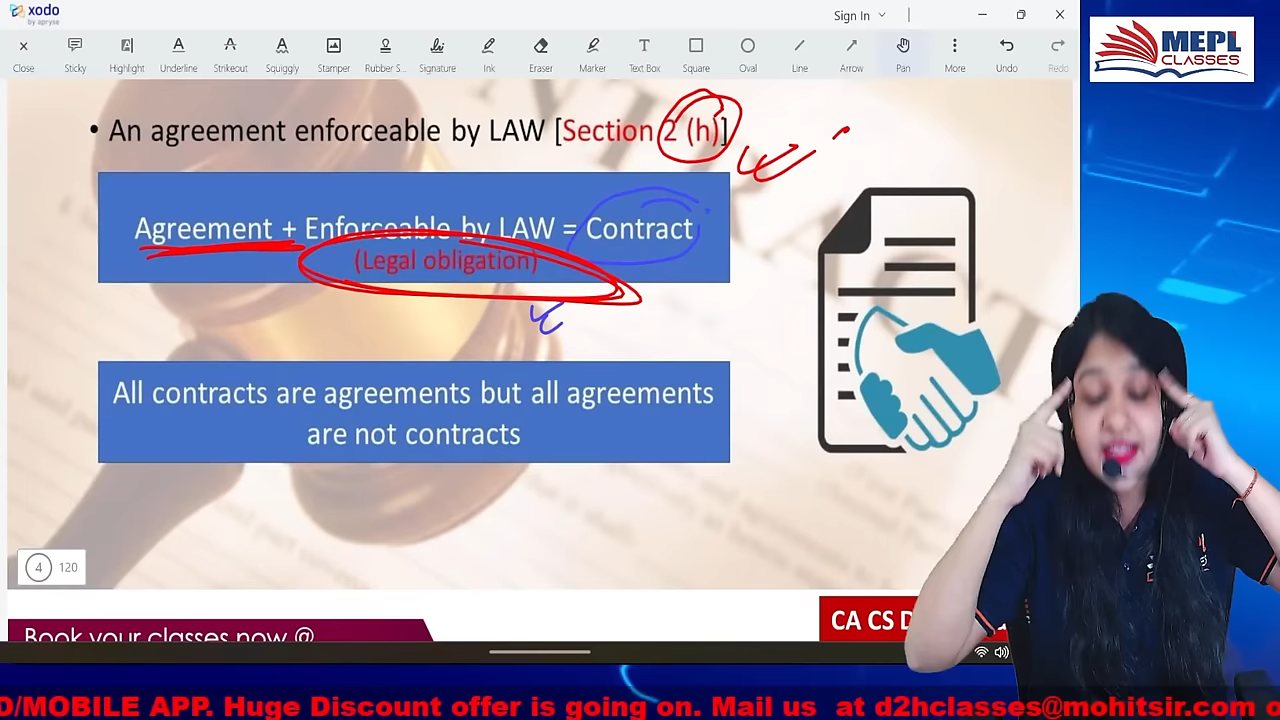 xodo
by apryse
Sign In
Close
Sticky
Highlight
Underline
Strikeout
Squiggly
Stamper
Rubber S
Signature
Ink
Eraser
Marker
Text Box
Square
Oval
Line
Arrow
Pan
More
Undo
Redo
MEPL
CLASSES
• An agreement enforceable by LAW [Section 2 (h)]
Agreement + Enforceable by LAW = Contract
(Legal obligation)
All contracts are agreements but all agreements
are not contracts
4 120
Book your classes now @
CA CS
D/MOBILE APP. Huge Discount offer is going on. Mail us at d2hclasses@mohitsir.com